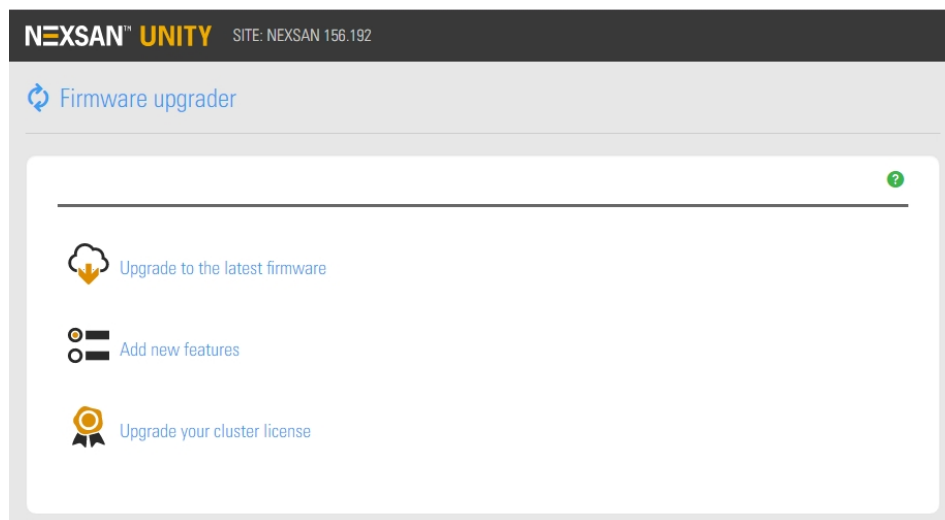 NEXSAN™ UNITY SITE: NEXSAN 156.192
Firmware upgrader
?
Upgrade to the latest firmware
Add new features
Upgrade your cluster license